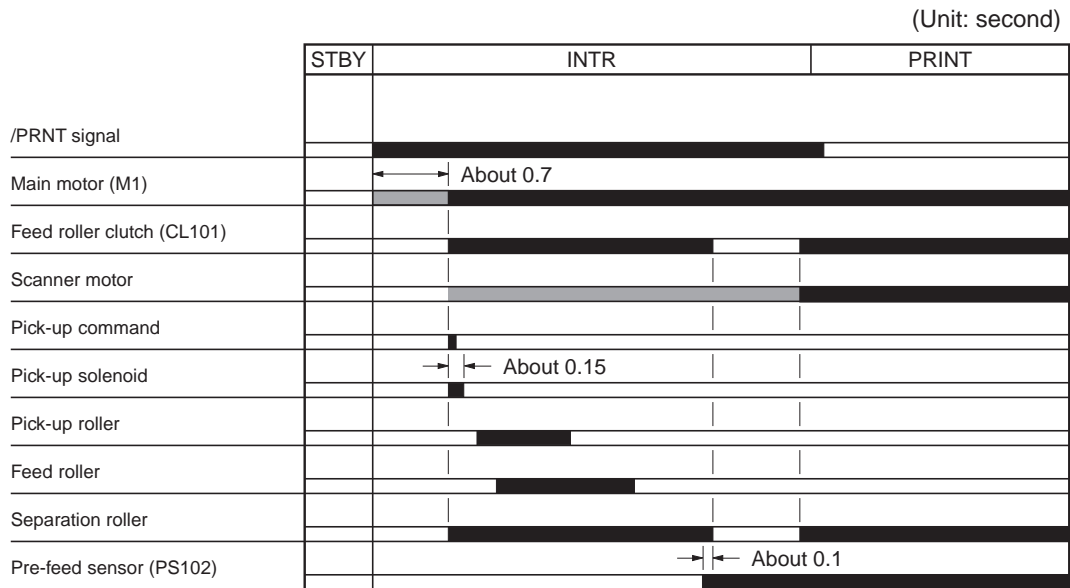 (Unit: second)
STBY INTR PRINT
/PRNT signal
Main motor (M1) About 0.7
Feed roller clutch (CL101)
Scanner motor
Pick-up command
Pick-up solenoid About 0.15
Pick-up roller
Feed roller
Separation roller
Pre-feed sensor (PS102) About 0.1